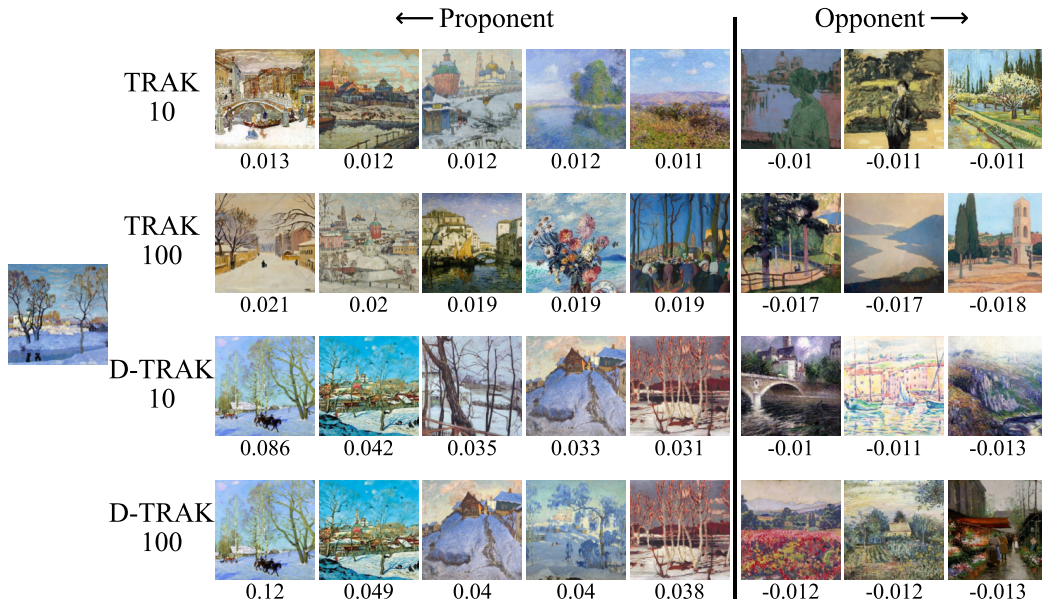 ← Proponent
Opponent →
TRAK
10
0.013 0.012 0.012 0.012 0.011 -0.01 -0.011 -0.011
TRAK
100
0.021 0.02 0.019 0.019 0.019 -0.017 -0.017 -0.018
D-TRAK
10
0.086 0.042 0.035 0.033 0.031 -0.01 -0.011 -0.013
D-TRAK
100
0.12 0.049 0.04 0.04 0.038 -0.012 -0.012 -0.013